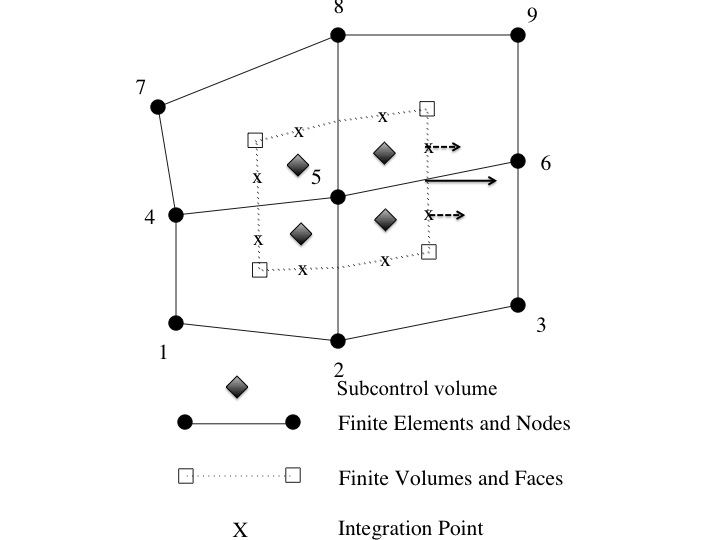 8
9
7
x
x
x
5
6
x
4
x
x
x
x
1
3
2
Subcontrol volume
Finite Elements and Nodes
Finite Volumes and Faces
X Integration Point